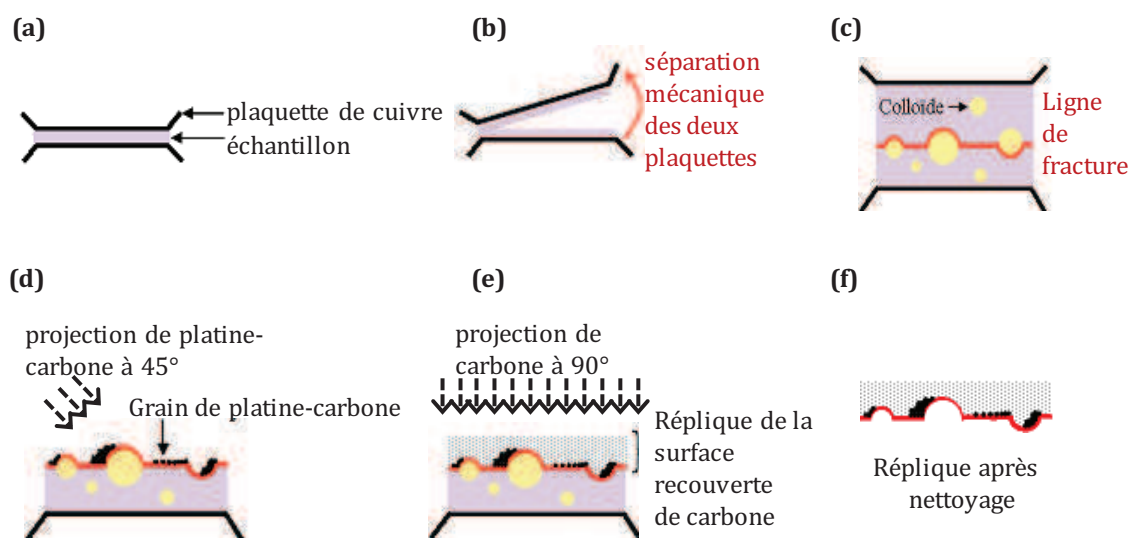 (a)
plaquette de cuivre
échantillon
(b)
séparation
mécanique
des deux
plaquettes
(c)
Colloïde
Ligne
de
fracture
(d)
projection de platine-
carbone à 45°
Grain de platine-carbone
(e)
projection de
carbone à 90°
Réplique de la
surface
recouverte
de carbone
(f)
Réplique après
nettoyage